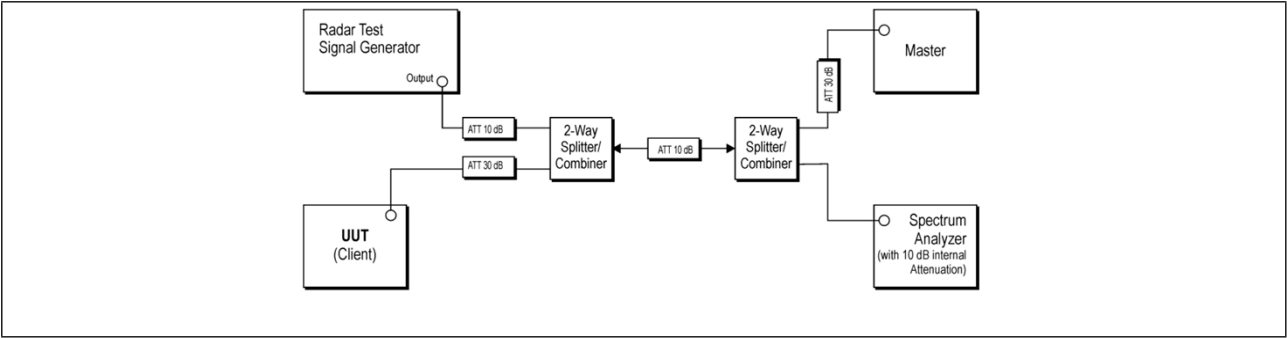 Radar Test
Signal Generator
Output
Master
ATT 30 dB
ATT 10 dB
2-Way
Splitter/
Combiner
ATT 10 dB
2-Way
Splitter/
Combiner
ATT 30 dB
UUT
(Client)
Spectrum
Analyzer
(with 10 dB internal
Attenuation)